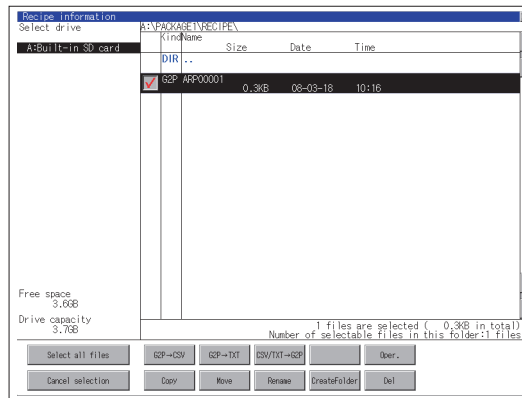 Recipe information
Select drive
A:\PACKAGE1\RECIPE\
Kind Name
Size Date Time
A:Built-in SD card
DIR ..
G2P ARP00001
0.3KB 08-03-18 10:16
Free space
3.6GB
Drive capacity
3.7GB
1 files are selected ( 0.3KB in total)
Number of selectable files in this folder:1 files
Select all files G2P→CSV G2P→TXT CSV/TXT→G2P Oper.
Cancel selection Copy Move Rename CreateFolder Del